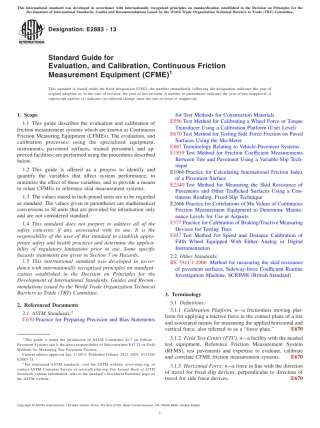 This international standard was developed in accordance with internationally recognized principles on standardization established in the Decision on Principles for the
Development of International Standards, Guides and Recommendations issued by the World Trade Organization Technical Barriers to Trade (TBT) Committee.
Designation: E2883 − 13
Standard Guide for
Evaluation, and Calibration, Continuous Friction
Measurement Equipment (CFME)1
This standard is issued under the fixed designation E2883; the number immediately following the designation indicates the year of
original adoption or, in the case of revision, the year of last revision. A number in parentheses indicates the year of last reapproval. A
superscript epsilon (ε) indicates an editorial change since the last revision or reapproval.
1. Scope
1.1 This guide describes the evaluation and calibration of
friction measurement systems which are known as Continuous
Friction Measuring Equipment (CFMEs). The evaluation, and
calibration processes; using the specialized equipment,
instruments, pavement surfaces, trained personnel, and ap-
proved facilities; are performed using the procedures described
below.
1.2 This guide is offered as a process to identify and
quantify the variables that affect system performance, to
minimize the effect of these variables, and to provide a means
to relate CFMEs to reference skid measurement systems.
1.3 The values stated in inch-pound units are to be regarded
as standard. The values given in parentheses are mathematical
conversions to SI units that are provided for information only
and are not considered standard.
1.4 This standard does not purport to address all of the
safety concerns, if any, associated with its use. It is the
responsibility of the user of this standard to establish appro-
priate safety and health practices and determine the applica-
bility of regulatory limitations prior to use. Some specific
hazards statements are given in Section 7 on Hazards.
1.5 This international standard was developed in accor-
dance with internationally recognized principles on standard-
ization established in the Decision on Principles for the
Development of International Standards, Guides and Recom-
mendations issued by the World Trade Organization Technical
Barriers to Trade (TBT) Committee.
2. Referenced Documents
2.1 ASTM Standards:2
C670 Practice for Preparing Precision and Bias Statements
for Test Methods for Construction Materials
E556 Test Method for Calibrating a Wheel Force or Torque
Transducer Using a Calibration Platform (User Level)
E670 Test Method for Testing Side Force Friction on Paved
Surfaces Using the Mu-Meter
E867 Terminology Relating to Vehicle-Pavement Systems
E1859 Test Method for Friction Coefficient Measurements
Between Tire and Pavement Using a Variable Slip Tech-
nique
E1960 Practice for Calculating International Friction Index
of a Pavement Surface
E2340 Test Method for Measuring the Skid Resistance of
Pavements and Other Trafficked Surfaces Using a Con-
tinuous Reading, Fixed-Slip Technique
E2666 Practice for Correlations of Mu Values of Continuous
Friction Measurement Equipment to Determine Mainte-
nance Levels for Use at Airports
F377 Practice for Calibration of Braking/Tractive Measuring
Devices for Testing Tires
F457 Test Method for Speed and Distance Calibration of
Fifth Wheel Equipped With Either Analog or Digital
Instrumentation
2.2 Other Standards:
BS 7941-1:2006 Method for measuring the skid resistance
of pavement surfaces, Sideway-force Coefficient Routine
Investigation Machine, SCRIM® (British Standard)
3. Terminology
3.1 Definitions:
3.1.1 Calibration Platform, n—a frictionless moving plat-
form for applying a tractive force in the contact plane of a tire
and associated means for measuring the applied horizontal and
vertical force, also referred to as a "force plate." E670
3.1.2 Field Test Center (FTC), n—a facility with the needed
test equipment, Reference Friction Measurement System
(RFMS), test pavements and expertise to evaluate, calibrate
and correlate CFME friction measurement systems. E670
3.1.3 Horizontal Force, n—a force in line with the direction
of travel for fixed slip devices, perpendicular to direction of
travel for side force devices. E670
1 This guide is under the jurisdiction of ASTM Committee E17 on Vehicle -
Pavement Systems and is the direct responsibility of Subcommittee E17.21 on Field
Methods for Measuring Tire Pavement Friction.
Current edition approved Jan. 1, 2013. Published February 2013. DOI: 10.1520/
E2883-13.
2 For referenced ASTM standards, visit the ASTM website, www.astm.org, or
contact ASTM Customer Service at service@astm.org. For Annual Book of ASTM
Standards volume information, refer to the standard's Document Summary page on
the ASTM website.
Copyright © ASTM International, 100 Barr Harbor Drive, PO Box C700, West Conshohocken, PA 19428-2959. United States
1